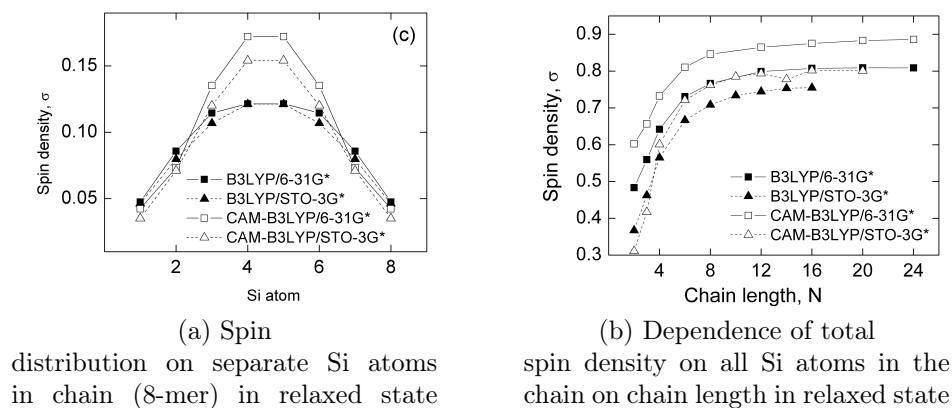 (c)
Spin density, σ
0.15
0.10
0.05
B3LYP/6-31G*
B3LYP/STO-3G*
CAM-B3LYP/6-31G*
CAM-B3LYP/STO-3G*
2 4 6 8
Si atom
(a) Spin
distribution on separate Si atoms
in chain (8-mer) in relaxed state
Spin density, σ
0.9
0.8
0.7
0.6
0.5
0.4
0.3
B3LYP/6-31G*
B3LYP/STO-3G*
CAM-B3LYP/6-31G*
CAM-B3LYP/STO-3G*
4 8 12 16 20 24
Chain length, N
(b) Dependence of total
spin density on all Si atoms in the
chain on chain length in relaxed state